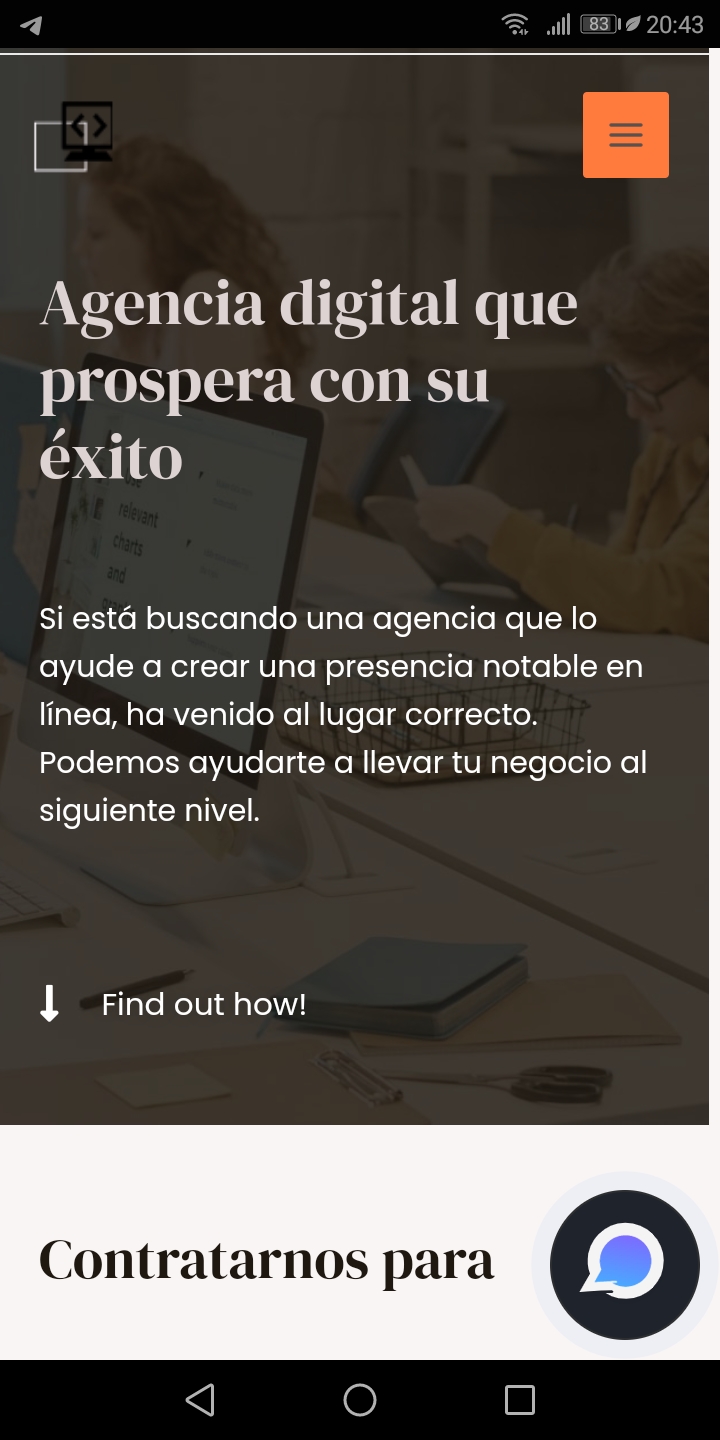 83 20:43
Agencia digital que
prospera con su
éxito
relevant
charts
and
Si está buscando una agencia que lo
ayude a crear una presencia notable en
línea, ha venido al lugar correcto.
Podemos ayudarte a llevar tu negocio al
siguiente nivel.
Find out how!
Contratarnos para